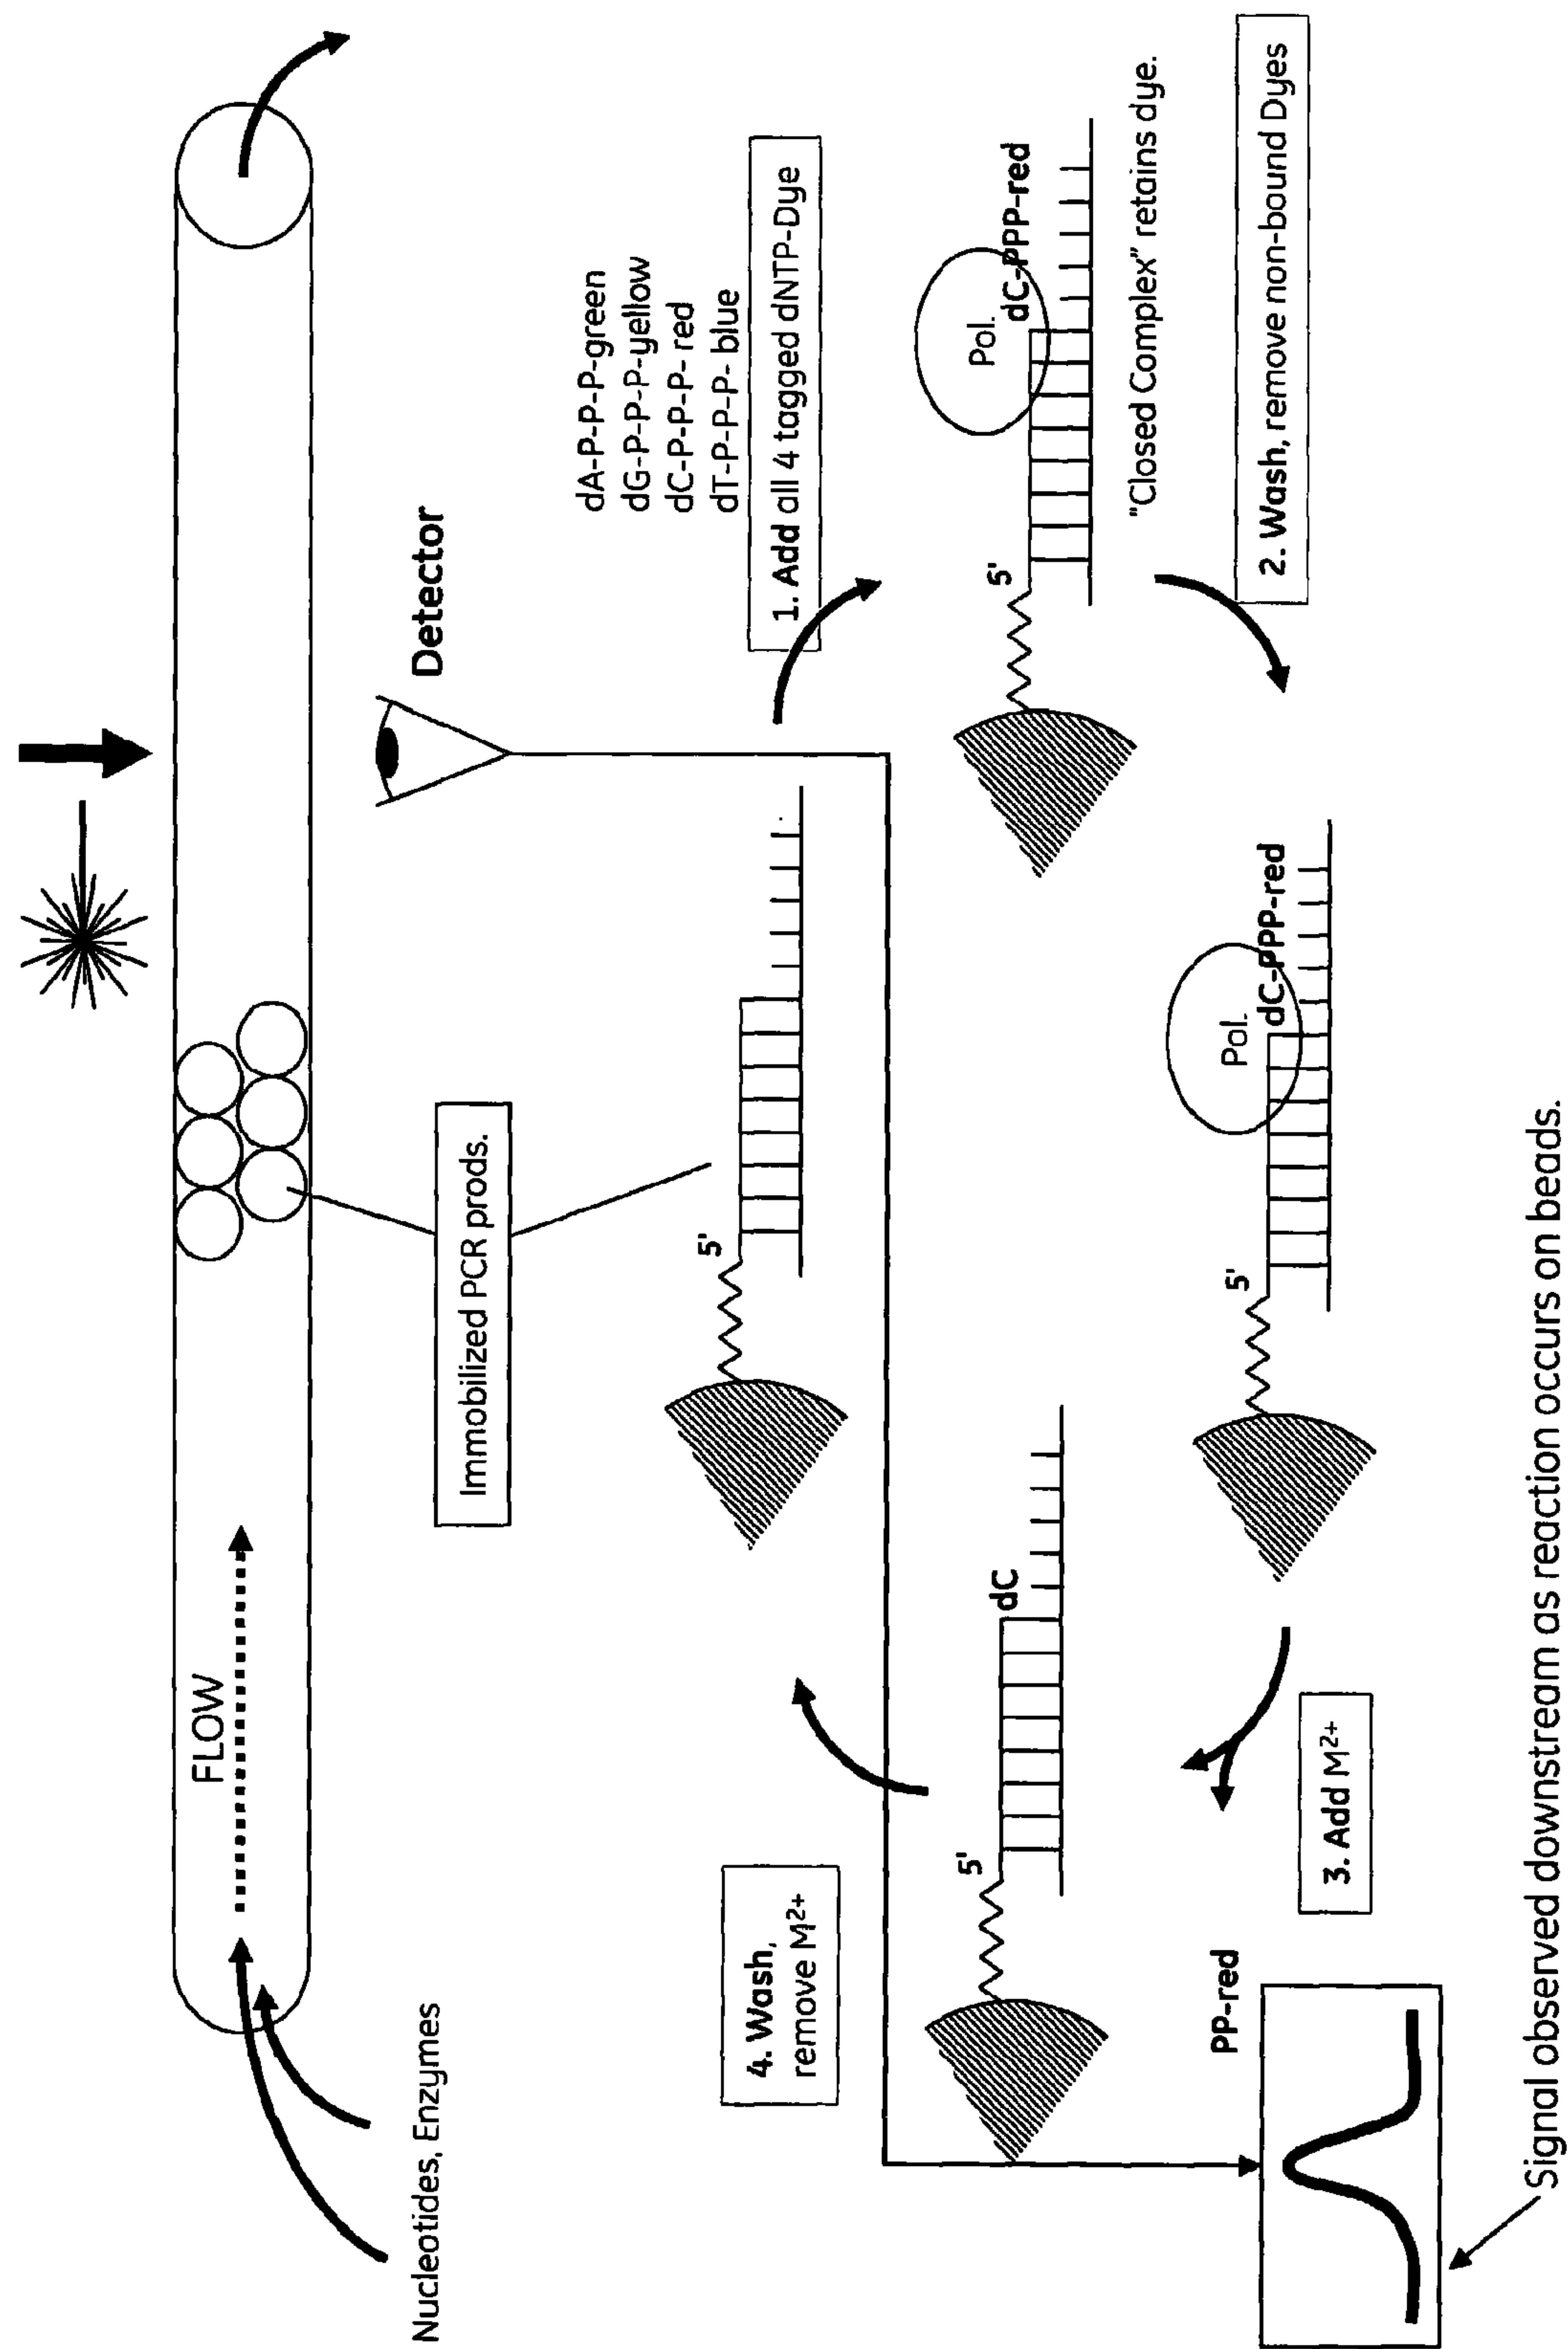 FLOW
Nucleotides, Enzymes
Detector
Immobilized PCR prods.
dA-P-P-P-green
dG-P-P-P-yellow
dC-P-P-P- red
dT-P-P-P- blue
1. Add all 4 tagged dNTP-Dye
5'
5'
Pol.
dC-PPP-red
"Closed Complex" retains dye.
2. Wash, remove non-bound Dyes
5'
Pol.
dC-PPP-red
3. Add M²⁺
5'
dC
4. Wash,
remove M²⁺
PP-red
Signal observed downstream as reaction occurs on beads.